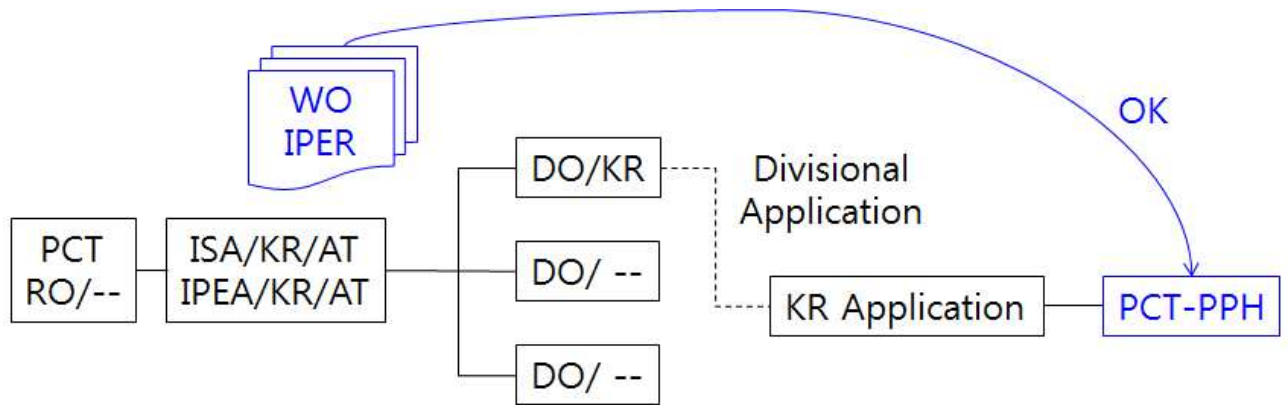 WO
IPER
OK
DO/KR
Divisional
Application
PCT
RO/--
ISA/KR/AT
IPEA/KR/AT
DO/ --
KR Application
PCT-PPH
DO/ --